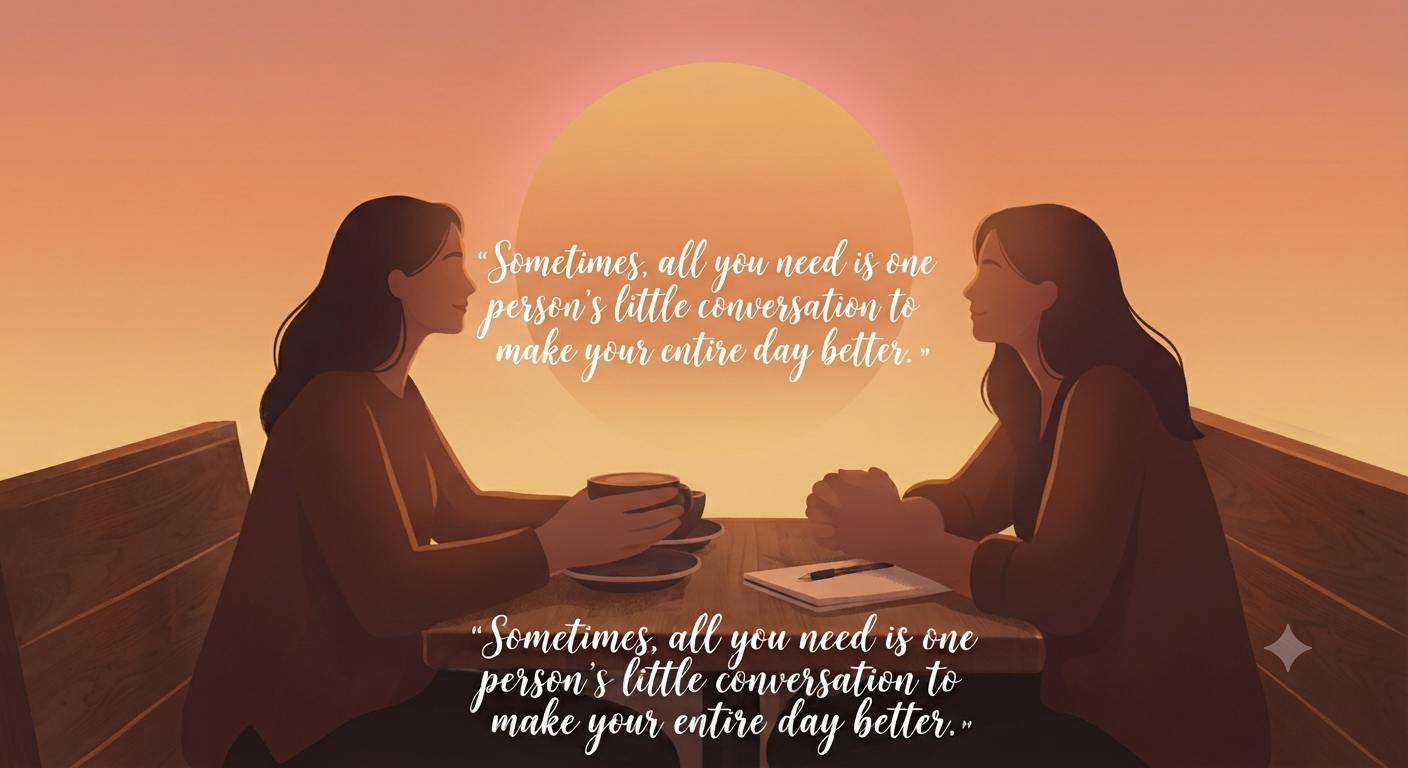 “Sometimes, all you need is one
person’s little conversation to
make your entire day better.”
“Sometimes, all you need is one
person’s little conversation to
make your entire day better.”